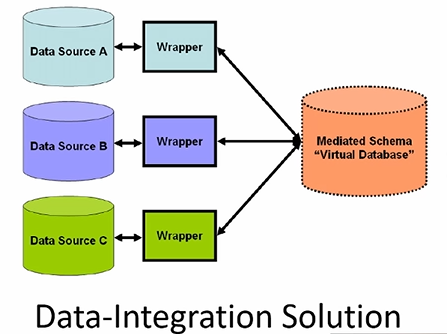 Data Source A
Wrapper
Data Source B
Wrapper
Mediated Schema
"Virtual Database"
Data Source C
Wrapper
Data-Integration Solution